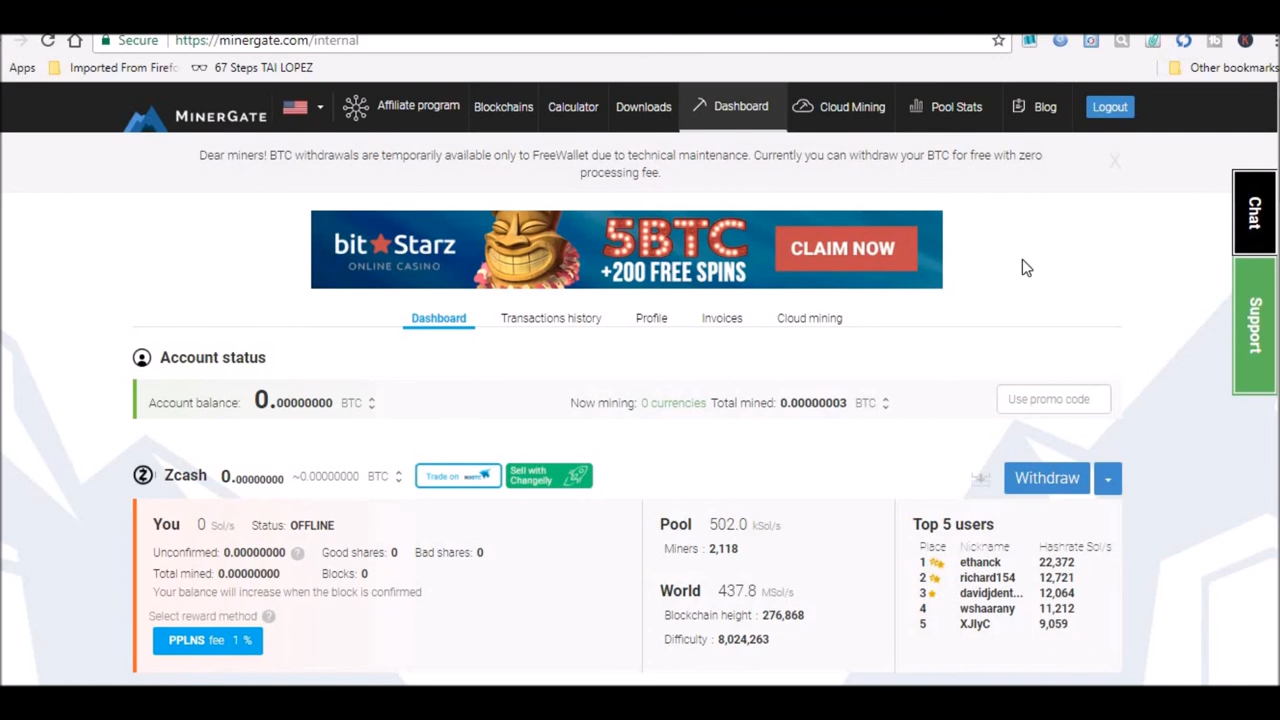 Secure https://minergate.com/internal
Apps Imported From Firefo 67 Steps TAI LOPEZ Other bookmarks
MINERGATE Affiliate program Blockchains Calculator Downloads Dashboard Cloud Mining Pool Stats Blog Logout
Dear miners! BTC withdrawals are temporarily available only to FreeWallet due to technical maintenance. Currently you can withdraw your BTC for free with zero
processing fee.
X
Chat
Support
bit Starz
ONLINE CASINO
5BTC
+200 FREE SPINS
CLAIM NOW
Dashboard Transactions history Profile Invoices Cloud mining
Account status
Account balance: 0.00000000 BTC Now mining: 0 currencies Total mined: 0.00000003 BTC Use promo code
Zcash 0.00000000 ~0.00000000 BTC Trade on Sell with Changelly Withdraw
You 0 Sol/s Status: OFFLINE
Unconfirmed: 0.00000000 ? Good shares: 0 Bad shares: 0
Total mined: 0.00000000 Blocks: 0
Your balance will increase when the block is confirmed
Select reward method ?
PPLNS fee 1 %
Pool 502.0 kSol/s
Miners: 2,118
World 437.8 MSol/s
Blockchain height: 276,868
Difficulty: 8,024,263
Top 5 users
Place Nickname Hashrate Sol/s
1 ethanck 22,372
2 richard154 12,721
3 davidjdent... 12,064
4 wshaarany 11,212
5 XJIyC 9,059